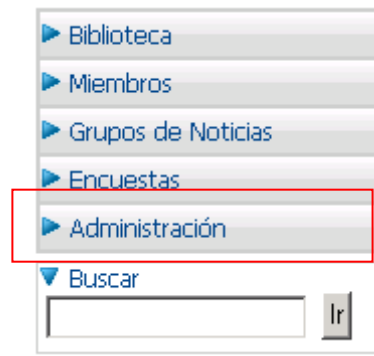 Biblioteca
Miembros
Grupos de Noticias
Encuestas
Administración
Buscar
Ir